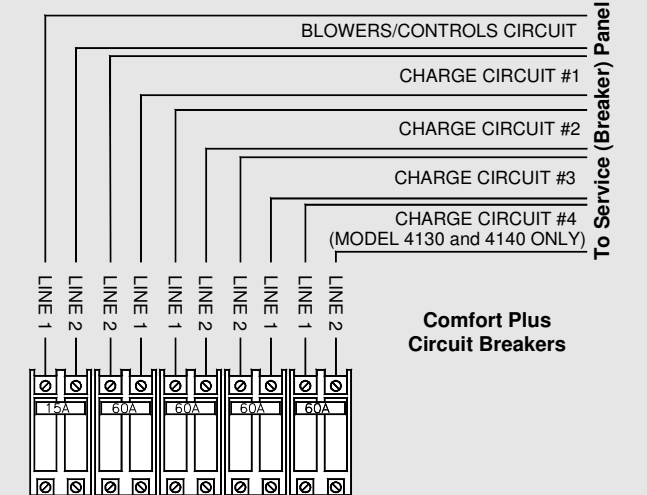 BLOWERS/CONTROLS CIRCUIT
CHARGE CIRCUIT #1
CHARGE CIRCUIT #2
CHARGE CIRCUIT #3
CHARGE CIRCUIT #4
(MODEL 4130 and 4140 ONLY)
To Service (Breaker) Panel
LINE 1
LINE 2
LINE 2
LINE 1
LINE 1
LINE 2
LINE 2
LINE 1
LINE 1
LINE 2
Comfort Plus
Circuit Breakers
15A
60A
60A
60A
60A